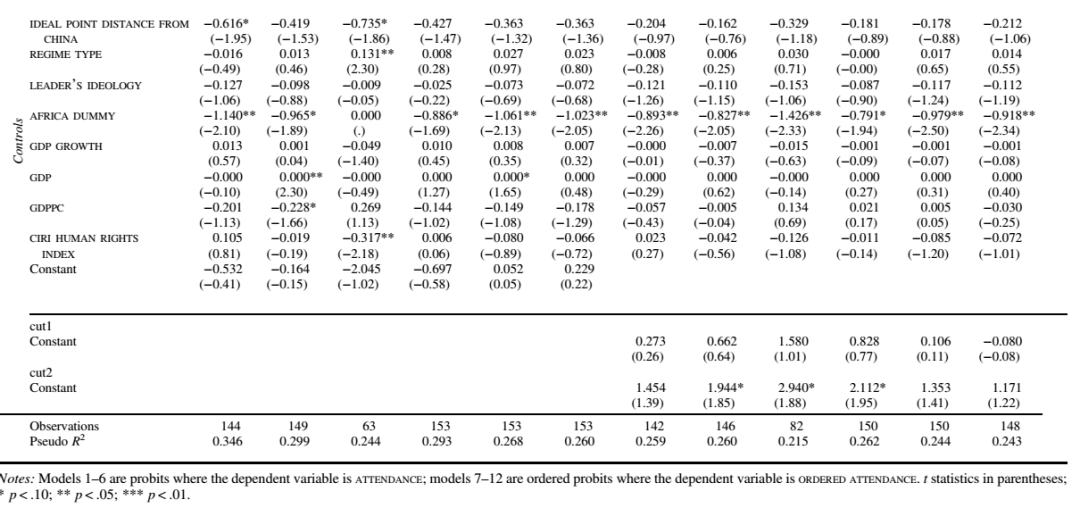 IDEAL POINT DISTANCE FROM −0.616* −0.419 −0.735* −0.427 −0.363 −0.363 −0.204 −0.162 −0.329 −0.181 −0.178 −0.212
CHINA (−1.95) (−1.53) (−1.86) (−1.47) (−1.32) (−1.36) (−0.97) (−0.76) (−1.18) (−0.89) (−0.88) (−1.06)
REGIME TYPE −0.016 0.013 0.131** 0.008 0.027 0.023 −0.008 0.006 0.030 −0.000 0.017 0.014
(−0.49) (0.46) (2.30) (0.28) (0.97) (0.80) (−0.28) (0.25) (0.71) (−0.00) (0.65) (0.55)
LEADER'S IDEOLOGY −0.127 −0.098 −0.009 −0.025 −0.073 −0.072 −0.121 −0.110 −0.153 −0.087 −0.117 −0.112
(−1.06) (−0.88) (−0.05) (−0.22) (−0.69) (−0.68) (−1.26) (−1.15) (−1.06) (−0.90) (−1.24) (−1.19)
Controls
AFRICA DUMMY −1.140** −0.965* 0.000 −0.886* −1.061** −1.023** −0.893** −0.827** −1.426** −0.791* −0.979** −0.918**
(−2.10) (−1.89) (.) (−1.69) (−2.13) (−2.05) (−2.26) (−2.05) (−2.33) (−1.94) (−2.50) (−2.34)
GDP GROWTH 0.013 0.001 −0.049 0.010 0.008 0.007 −0.000 −0.007 −0.015 −0.001 −0.001 −0.001
(0.57) (0.04) (−1.40) (0.45) (0.35) (0.32) (−0.01) (−0.37) (−0.63) (−0.09) (−0.07) (−0.08)
GDP −0.000 0.000** −0.000 0.000 0.000* 0.000 −0.000 0.000 −0.000 0.000 0.000 0.000
(−0.10) (2.30) (−0.49) (1.27) (1.65) (0.48) (−0.29) (0.62) (−0.14) (0.27) (0.31) (0.40)
GDPPC −0.201 −0.228* 0.269 −0.144 −0.149 −0.178 −0.057 −0.005 0.134 0.021 0.005 −0.030
(−1.13) (−1.66) (1.13) (−1.02) (−1.08) (−1.29) (−0.43) (−0.04) (0.69) (0.17) (0.05) (−0.25)
CIRI HUMAN RIGHTS 0.105 −0.019 −0.317** 0.006 −0.080 −0.066 0.023 −0.042 −0.126 −0.011 −0.085 −0.072
INDEX (0.81) (−0.19) (−2.18) (0.06) (−0.89) (−0.72) (0.27) (−0.56) (−1.08) (−0.14) (−1.20) (−1.01)
Constant −0.532 −0.164 −2.045 −0.697 0.052 0.229
(−0.41) (−0.15) (−1.02) (−0.58) (0.05) (0.22)
cut1
Constant 0.273 0.662 1.580 0.828 0.106 −0.080
(0.26) (0.64) (1.01) (0.77) (0.11) (−0.08)
cut2
Constant 1.454 1.944* 2.940* 2.112* 1.353 1.171
(1.39) (1.85) (1.88) (1.95) (1.41) (1.22)
Observations 144 149 63 153 153 153 142 146 82 150 150 148
Pseudo R² 0.346 0.299 0.244 0.293 0.268 0.260 0.259 0.260 0.215 0.262 0.244 0.243
Notes: Models 1–6 are probits where the dependent variable is ATTENDANCE; models 7–12 are ordered probits where the dependent variable is ORDERED ATTENDANCE. t statistics in parentheses;
* p < .10; ** p < .05; *** p < .01.